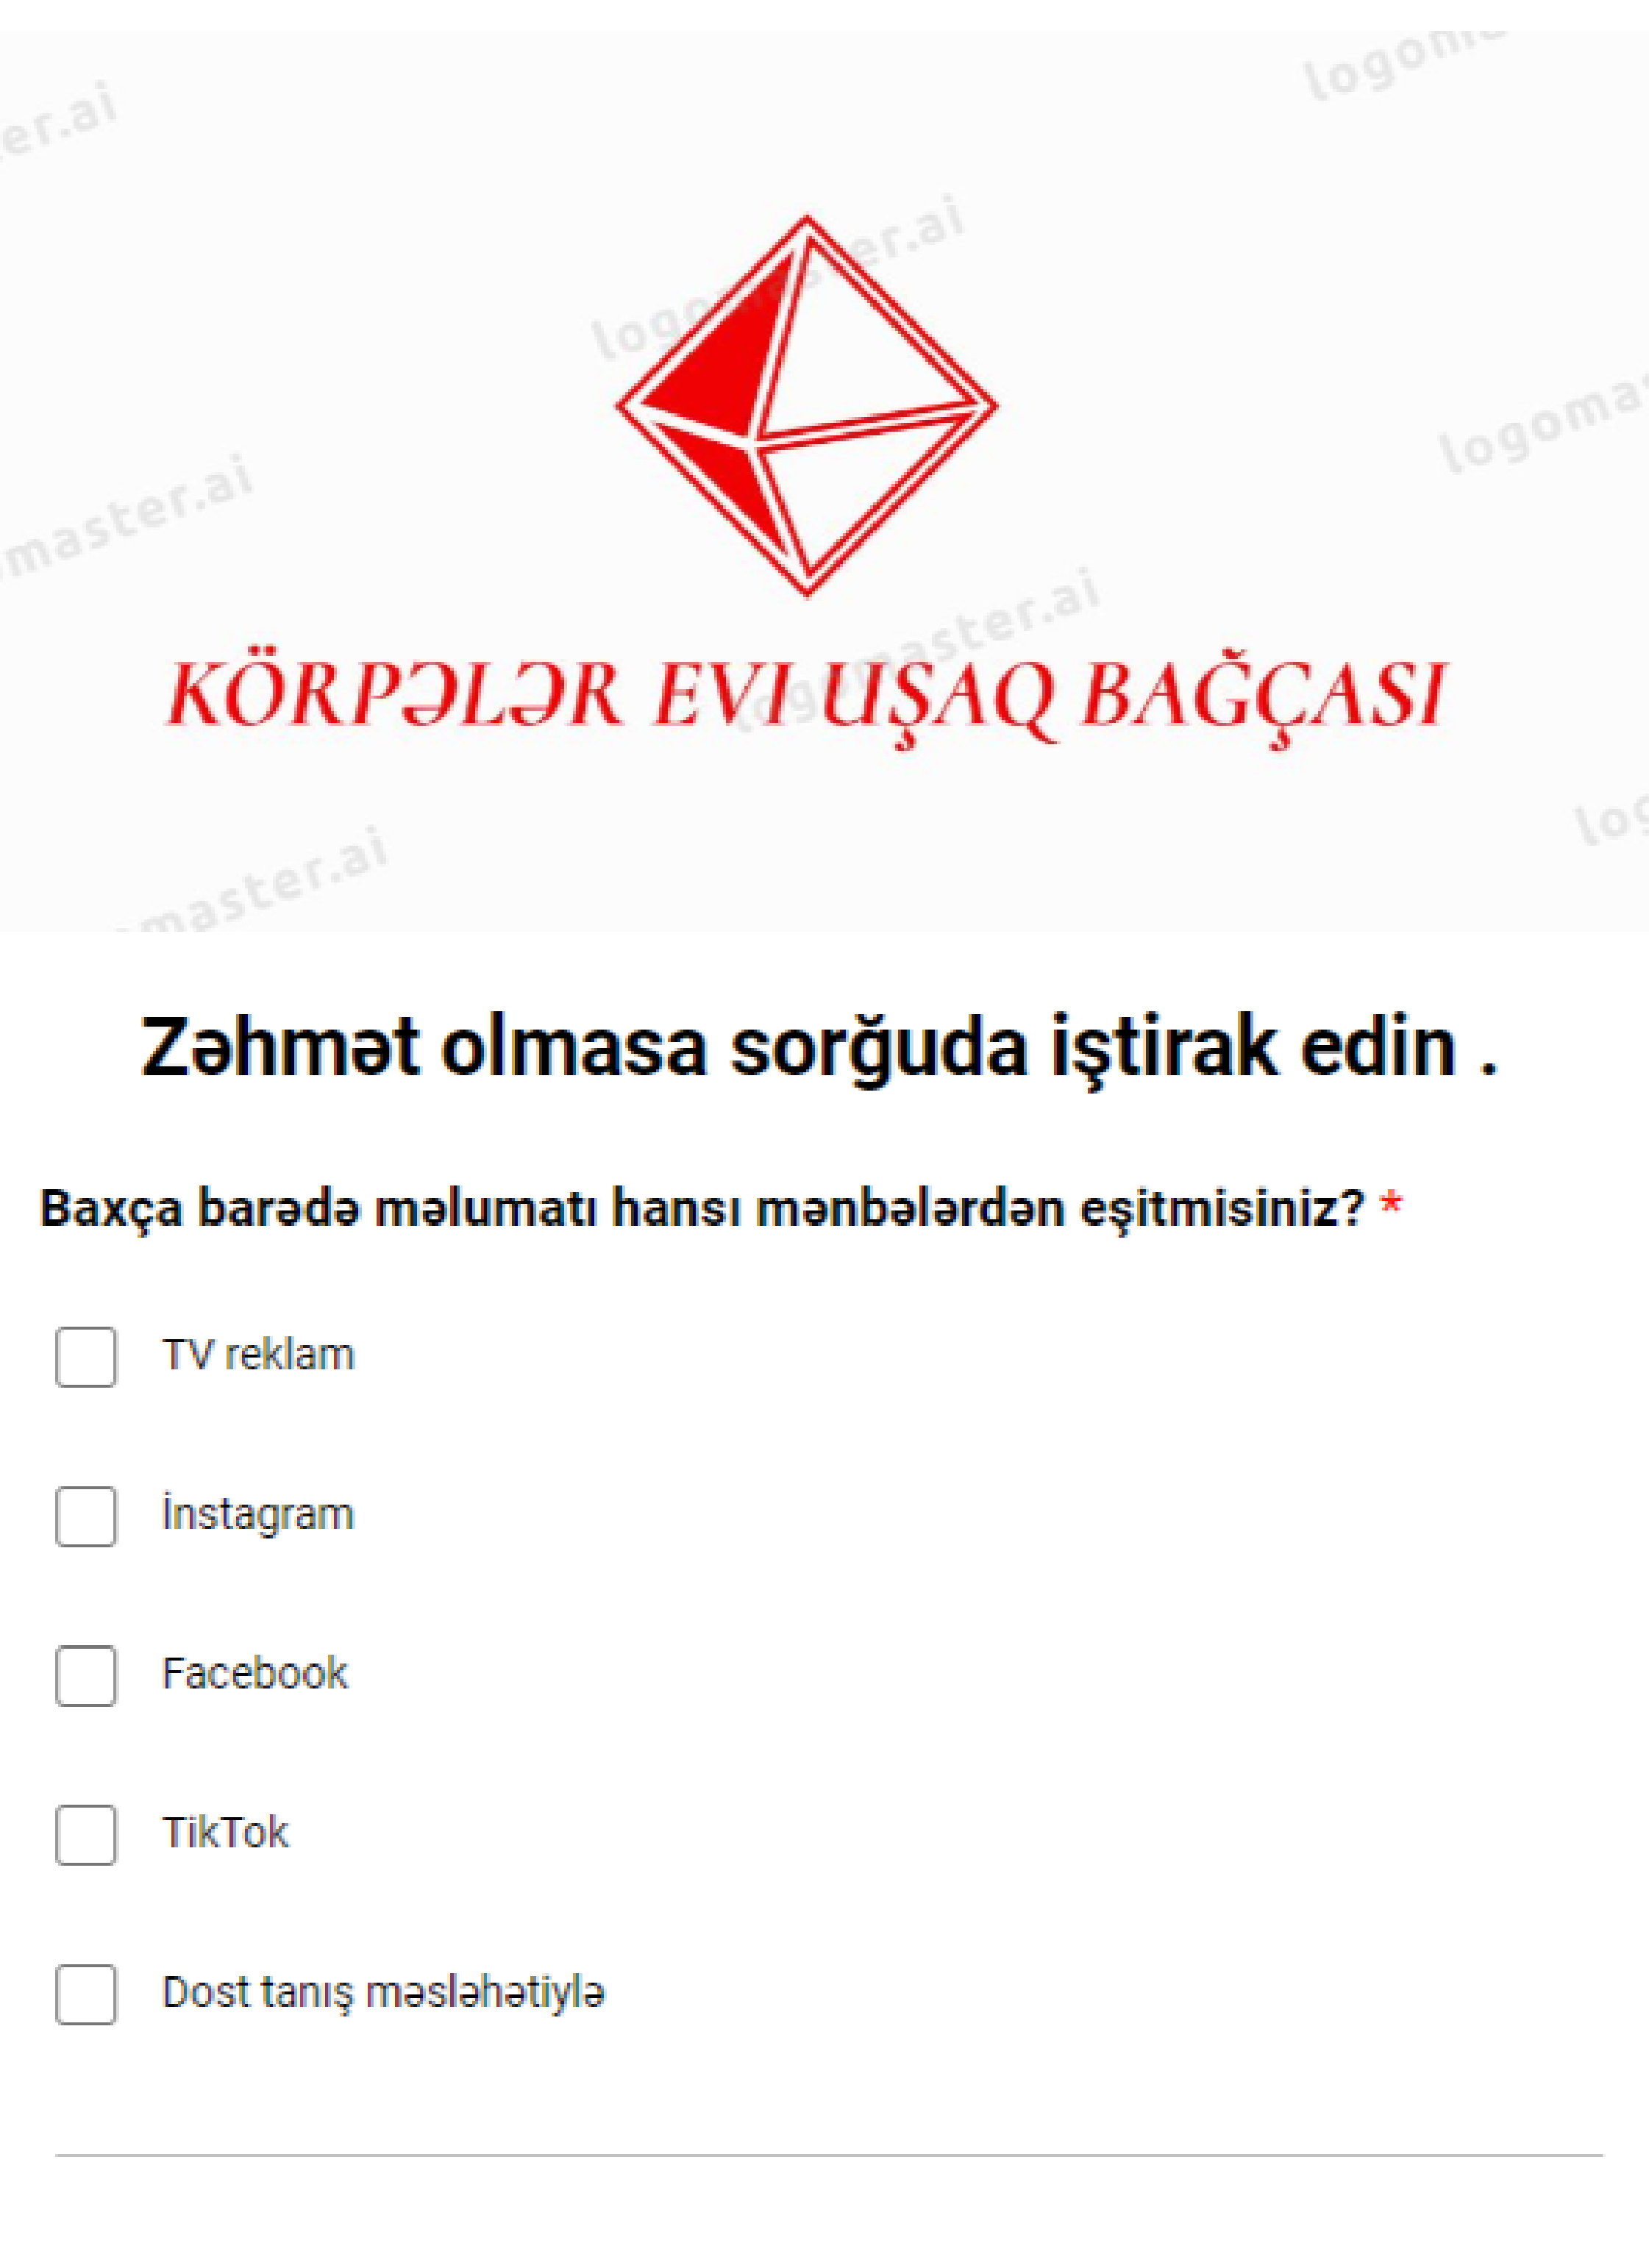 er.ai
logoma
logomaster.ai
logomas
master.ai
logomaster.ai
KÖRPƏLƏR EVI UŞAQ BAĞÇASI
log
master.ai
Zəhmət olmasa sorğuda iştirak edin .
Baxça barədə məlumatı hansı mənbələrdən eşitmisiniz? *
TV reklam
İnstagram
Facebook
TikTok
Dost tanış məsləhətiylə